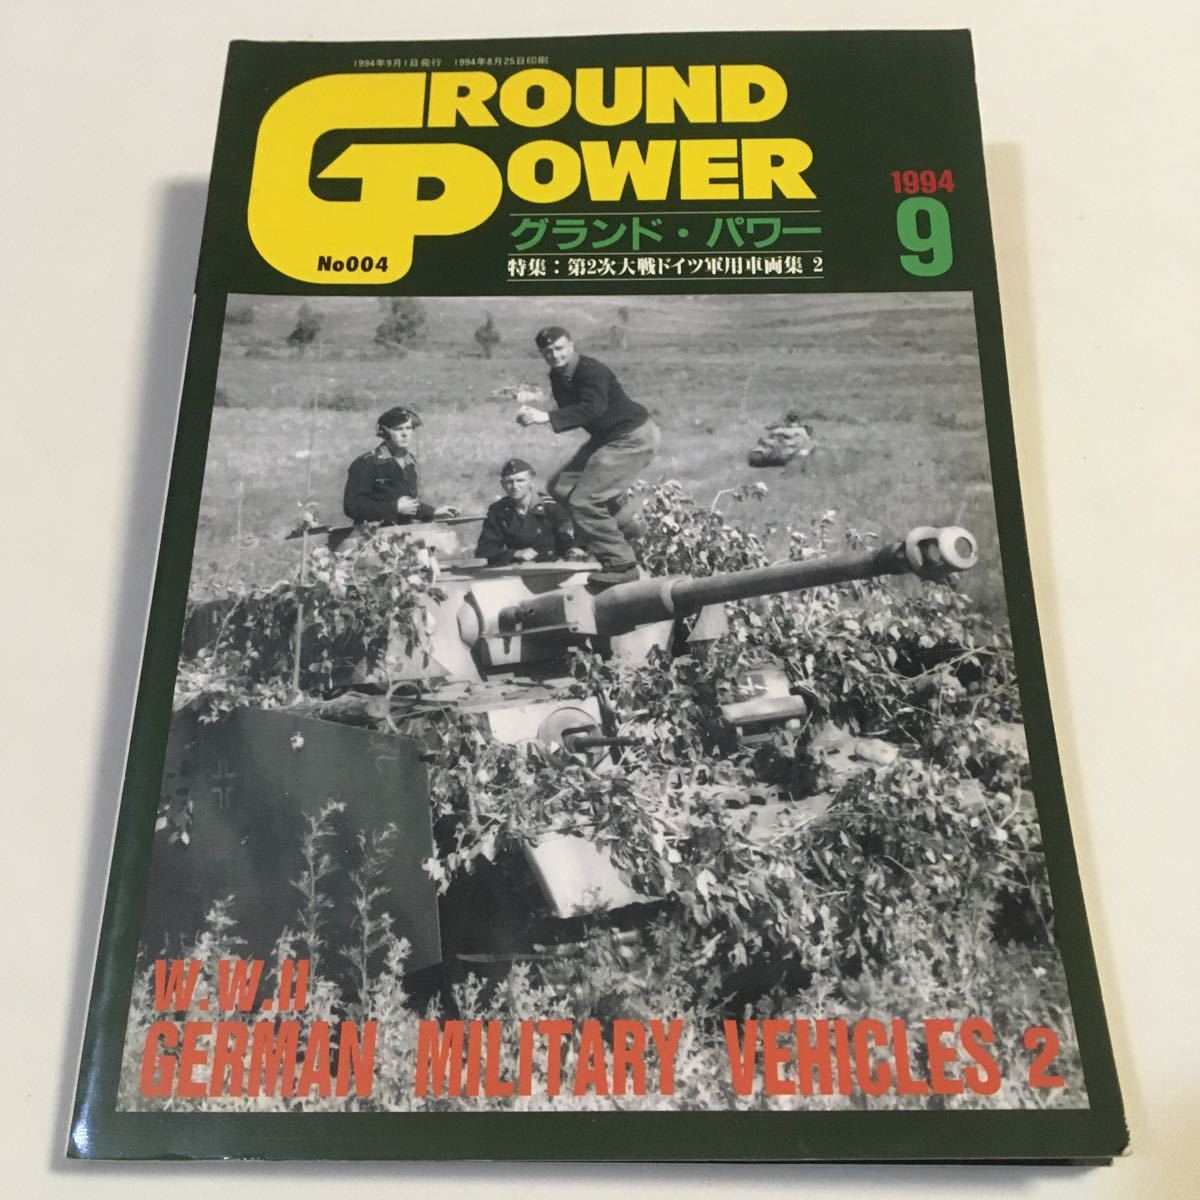 1994年9月1日発行 1994年8月25日印刷
GROUND
POWER
グランド・パワー
No004
特集：第2次大戦ドイツ軍用車両集 2
1994
9
W.W.II
GERMAN MILITARY VEHICLES 2